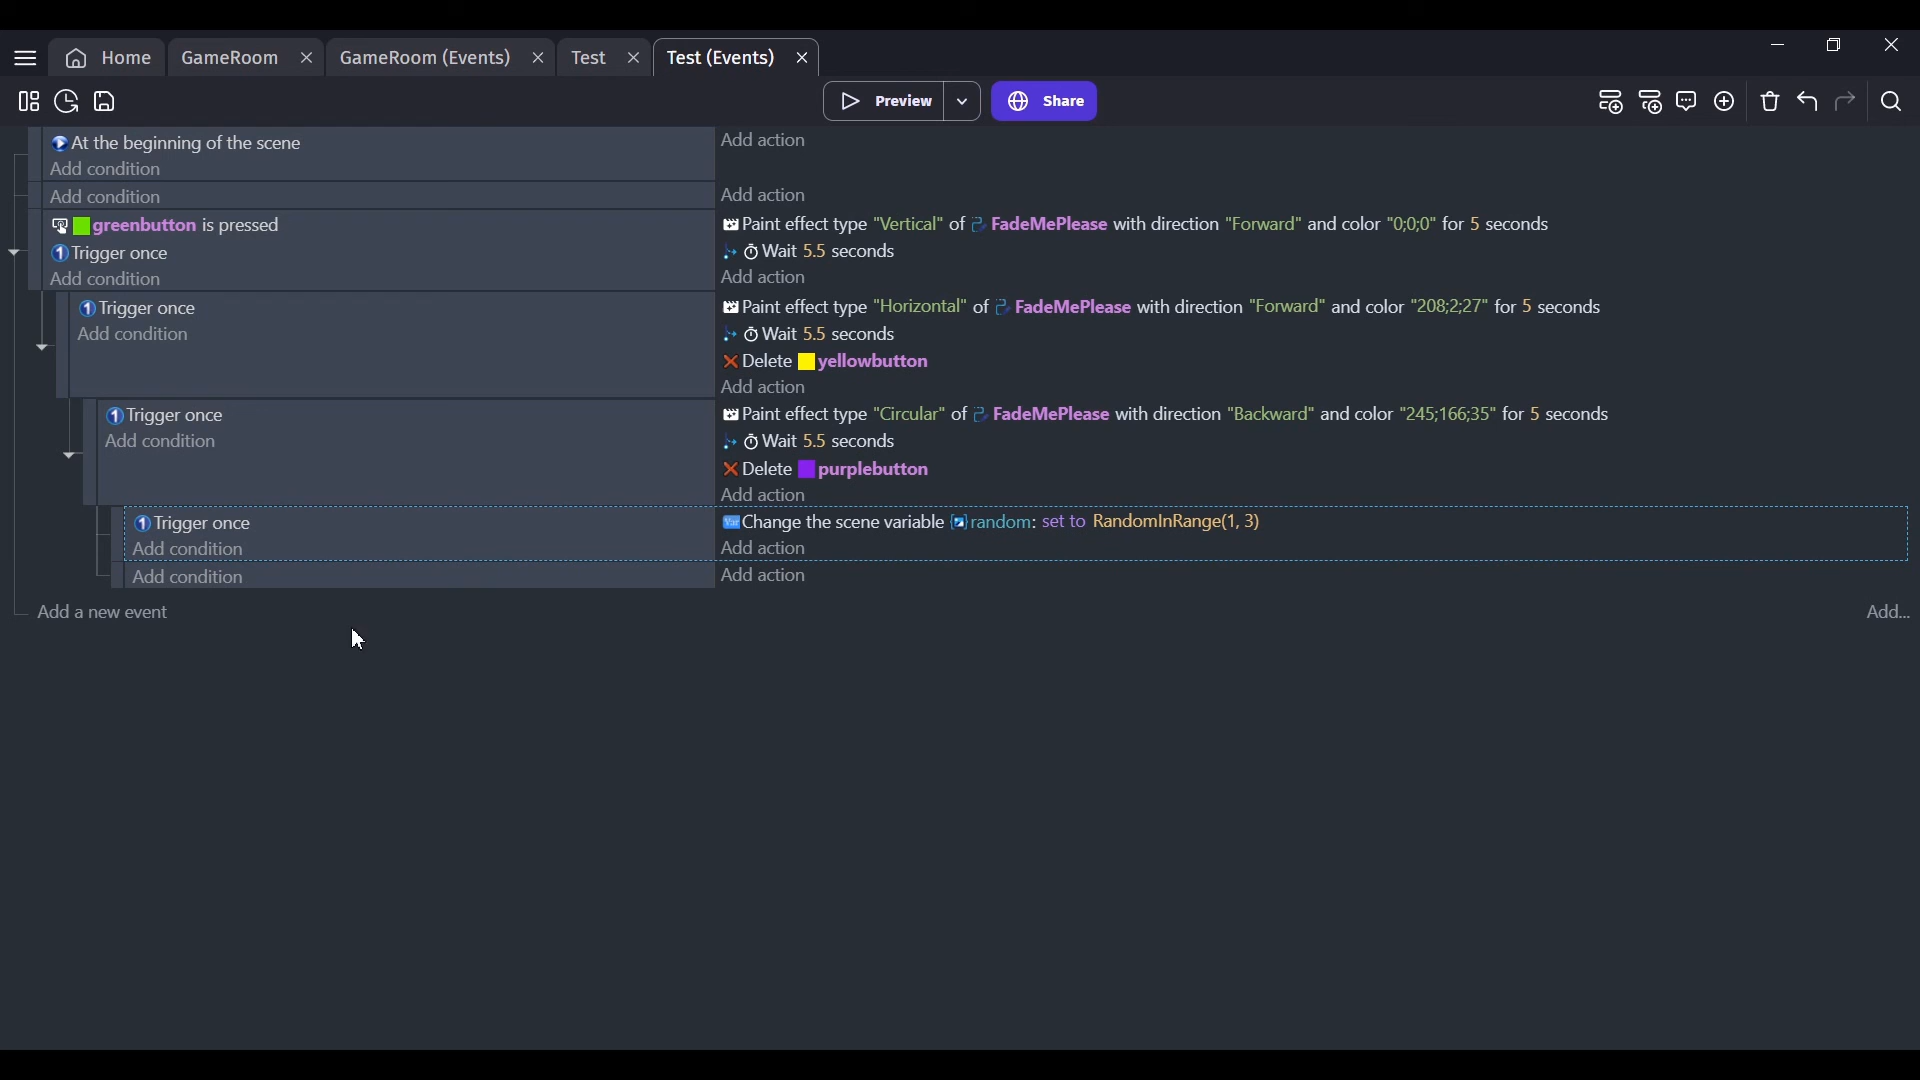 Home
GameRoom
GameRoom (Events)
Test
Test (Events)
Preview
Share
At the beginning of the scene
Add condition
Add action
Add condition
Add action
greenbutton is pressed
Trigger once
Add condition
Paint effect type "Vertical" of FadeMePlease with direction "Forward" and color "0;0;0" for 5 seconds
Wait 5.5 seconds
Add action
Trigger once
Add condition
Paint effect type "Horizontal" of FadeMePlease with direction "Forward" and color "208;2;27" for 5 seconds
Wait 5.5 seconds
Delete yellowbutton
Add action
Trigger once
Add condition
Paint effect type "Circular" of FadeMePlease with direction "Backward" and color "245;166;35" for 5 seconds
Wait 5.5 seconds
Delete purplebutton
Add action
Trigger once
Add condition
Change the scene variable random: set to RandomInRange(1, 3)
Add action
Add condition
Add action
Add a new event
Add...